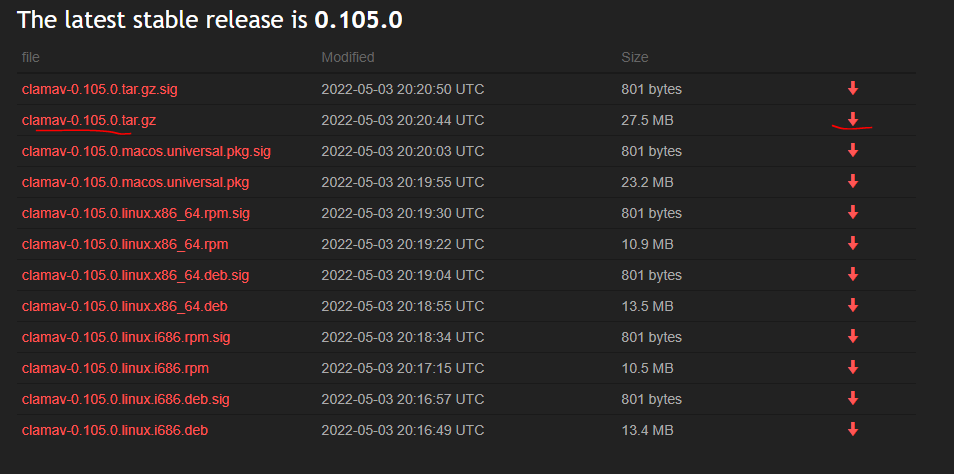 The latest stable release is 0.105.0
file Modified Size
clamav-0.105.0.tar.gz.sig 2022-05-03 20:20:50 UTC 801 bytes
clamav-0.105.0.tar.gz 2022-05-03 20:20:44 UTC 27.5 MB
clamav-0.105.0.macos.universal.pkg.sig 2022-05-03 20:20:03 UTC 801 bytes
clamav-0.105.0.macos.universal.pkg 2022-05-03 20:19:55 UTC 23.2 MB
clamav-0.105.0.linux.x86_64.rpm.sig 2022-05-03 20:19:30 UTC 801 bytes
clamav-0.105.0.linux.x86_64.rpm 2022-05-03 20:19:22 UTC 10.9 MB
clamav-0.105.0.linux.x86_64.deb.sig 2022-05-03 20:19:04 UTC 801 bytes
clamav-0.105.0.linux.x86_64.deb 2022-05-03 20:18:55 UTC 13.5 MB
clamav-0.105.0.linux.i686.rpm.sig 2022-05-03 20:18:34 UTC 801 bytes
clamav-0.105.0.linux.i686.rpm 2022-05-03 20:17:15 UTC 10.5 MB
clamav-0.105.0.linux.i686.deb.sig 2022-05-03 20:16:57 UTC 801 bytes
clamav-0.105.0.linux.i686.deb 2022-05-03 20:16:49 UTC 13.4 MB